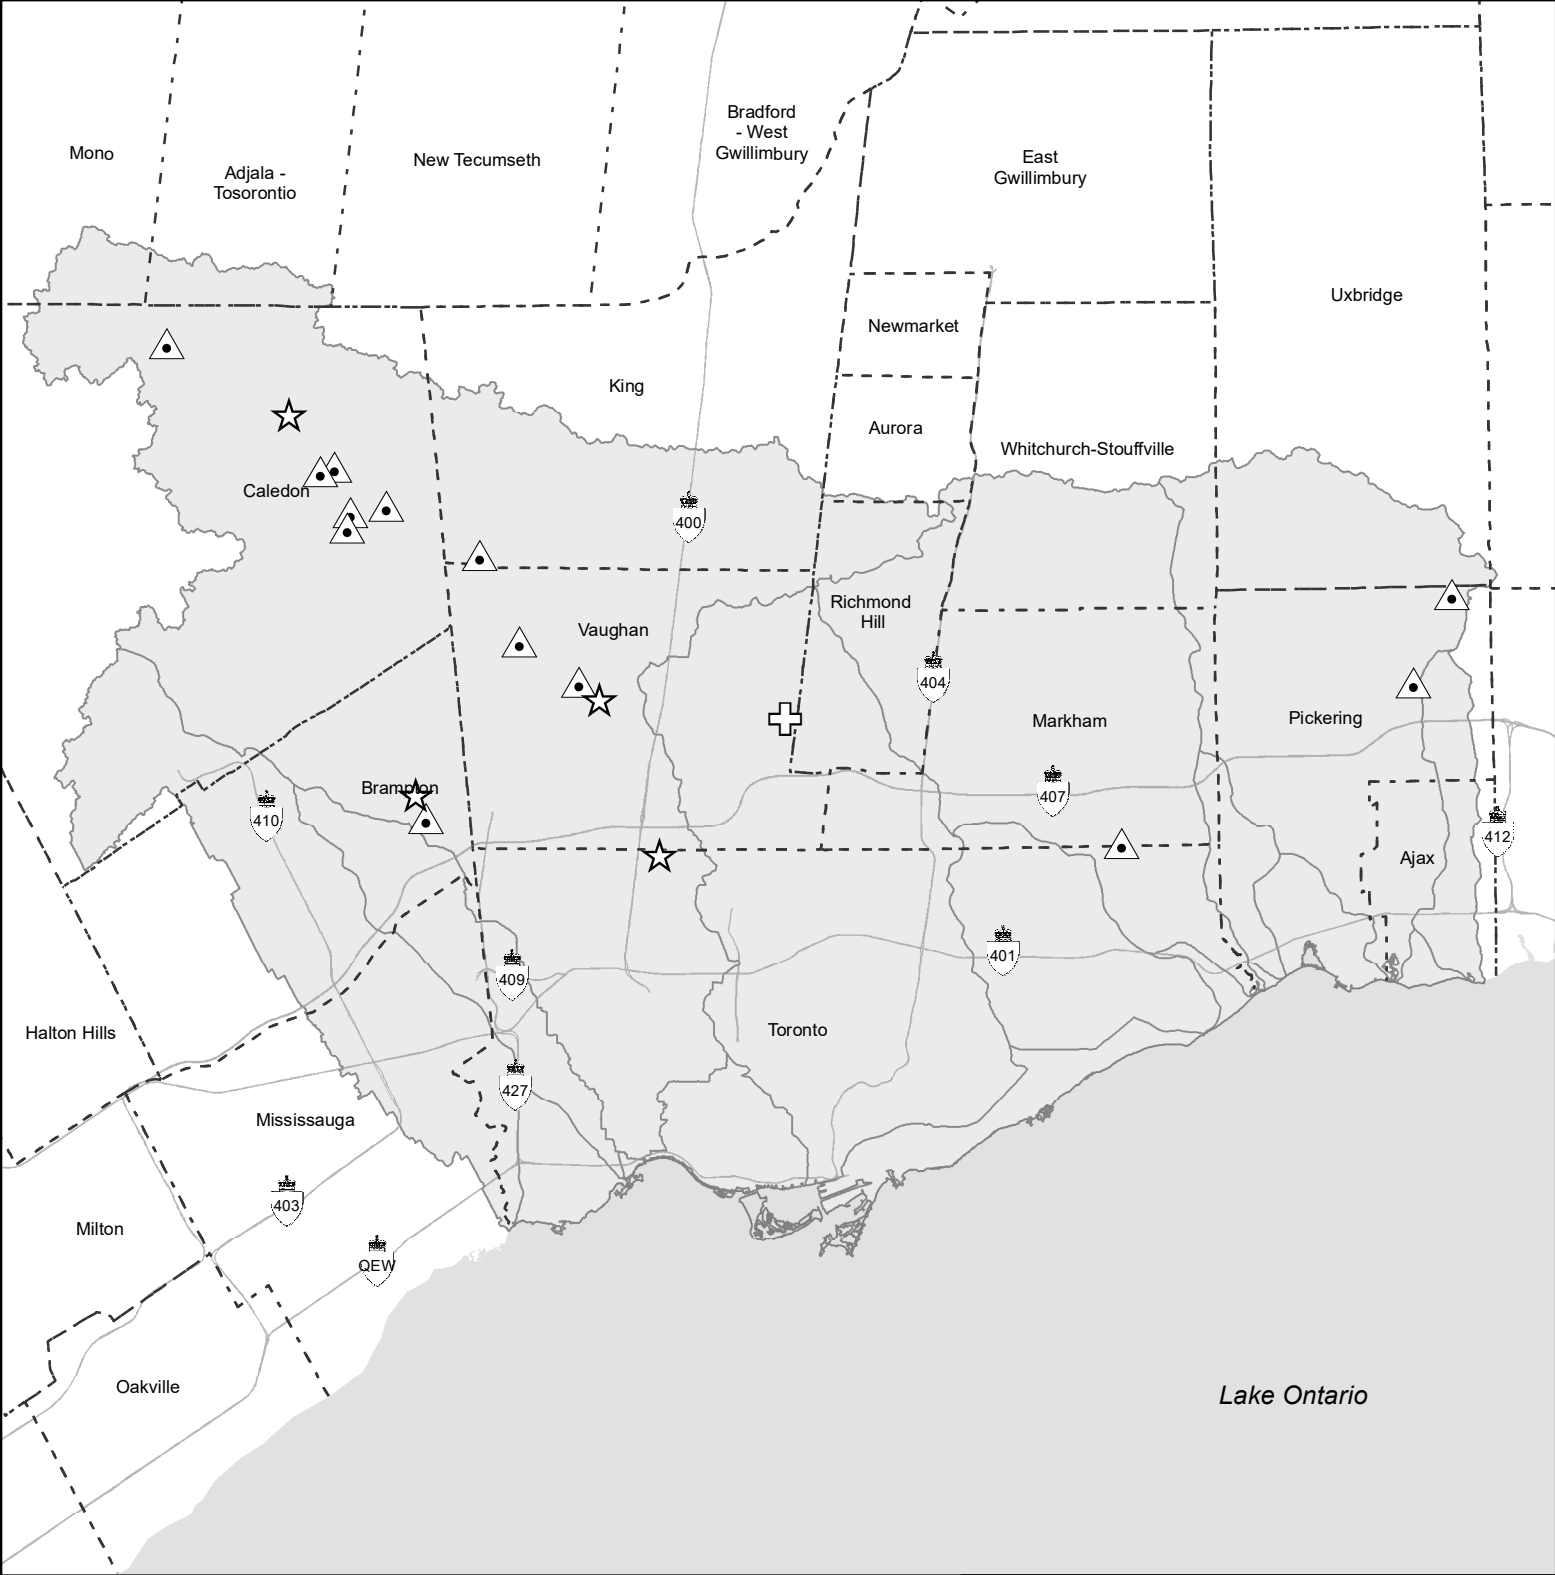 Bradford
- West
Gwillimbury
Mono
New Tecumseth
East
Gwillimbury
Adjala -
Tosorontio
Uxbridge
Newmarket
King
Aurora
Whitchurch-Stouffville
Caledon
400
Richmond
Hill
Vaughan
404
Markham
Pickering
Brampton
407
410
412
Ajax
401
409
Halton Hills
Toronto
427
Mississauga
403
Milton
QEW
Oakville
Lake Ontario